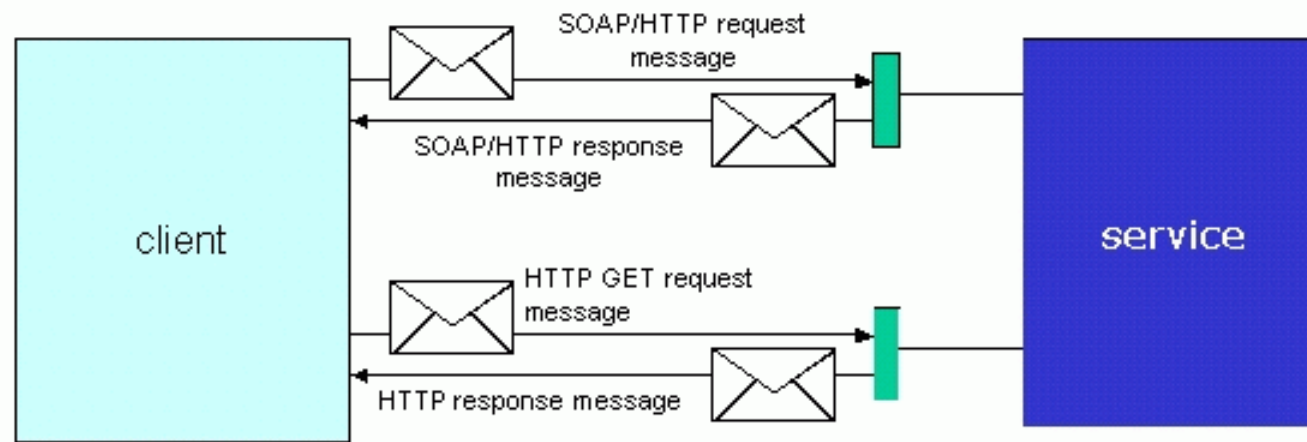 SOAP/HTTP request
message
SOAP/HTTP response
message
client
service
HTTP GET request
message
HTTP response message